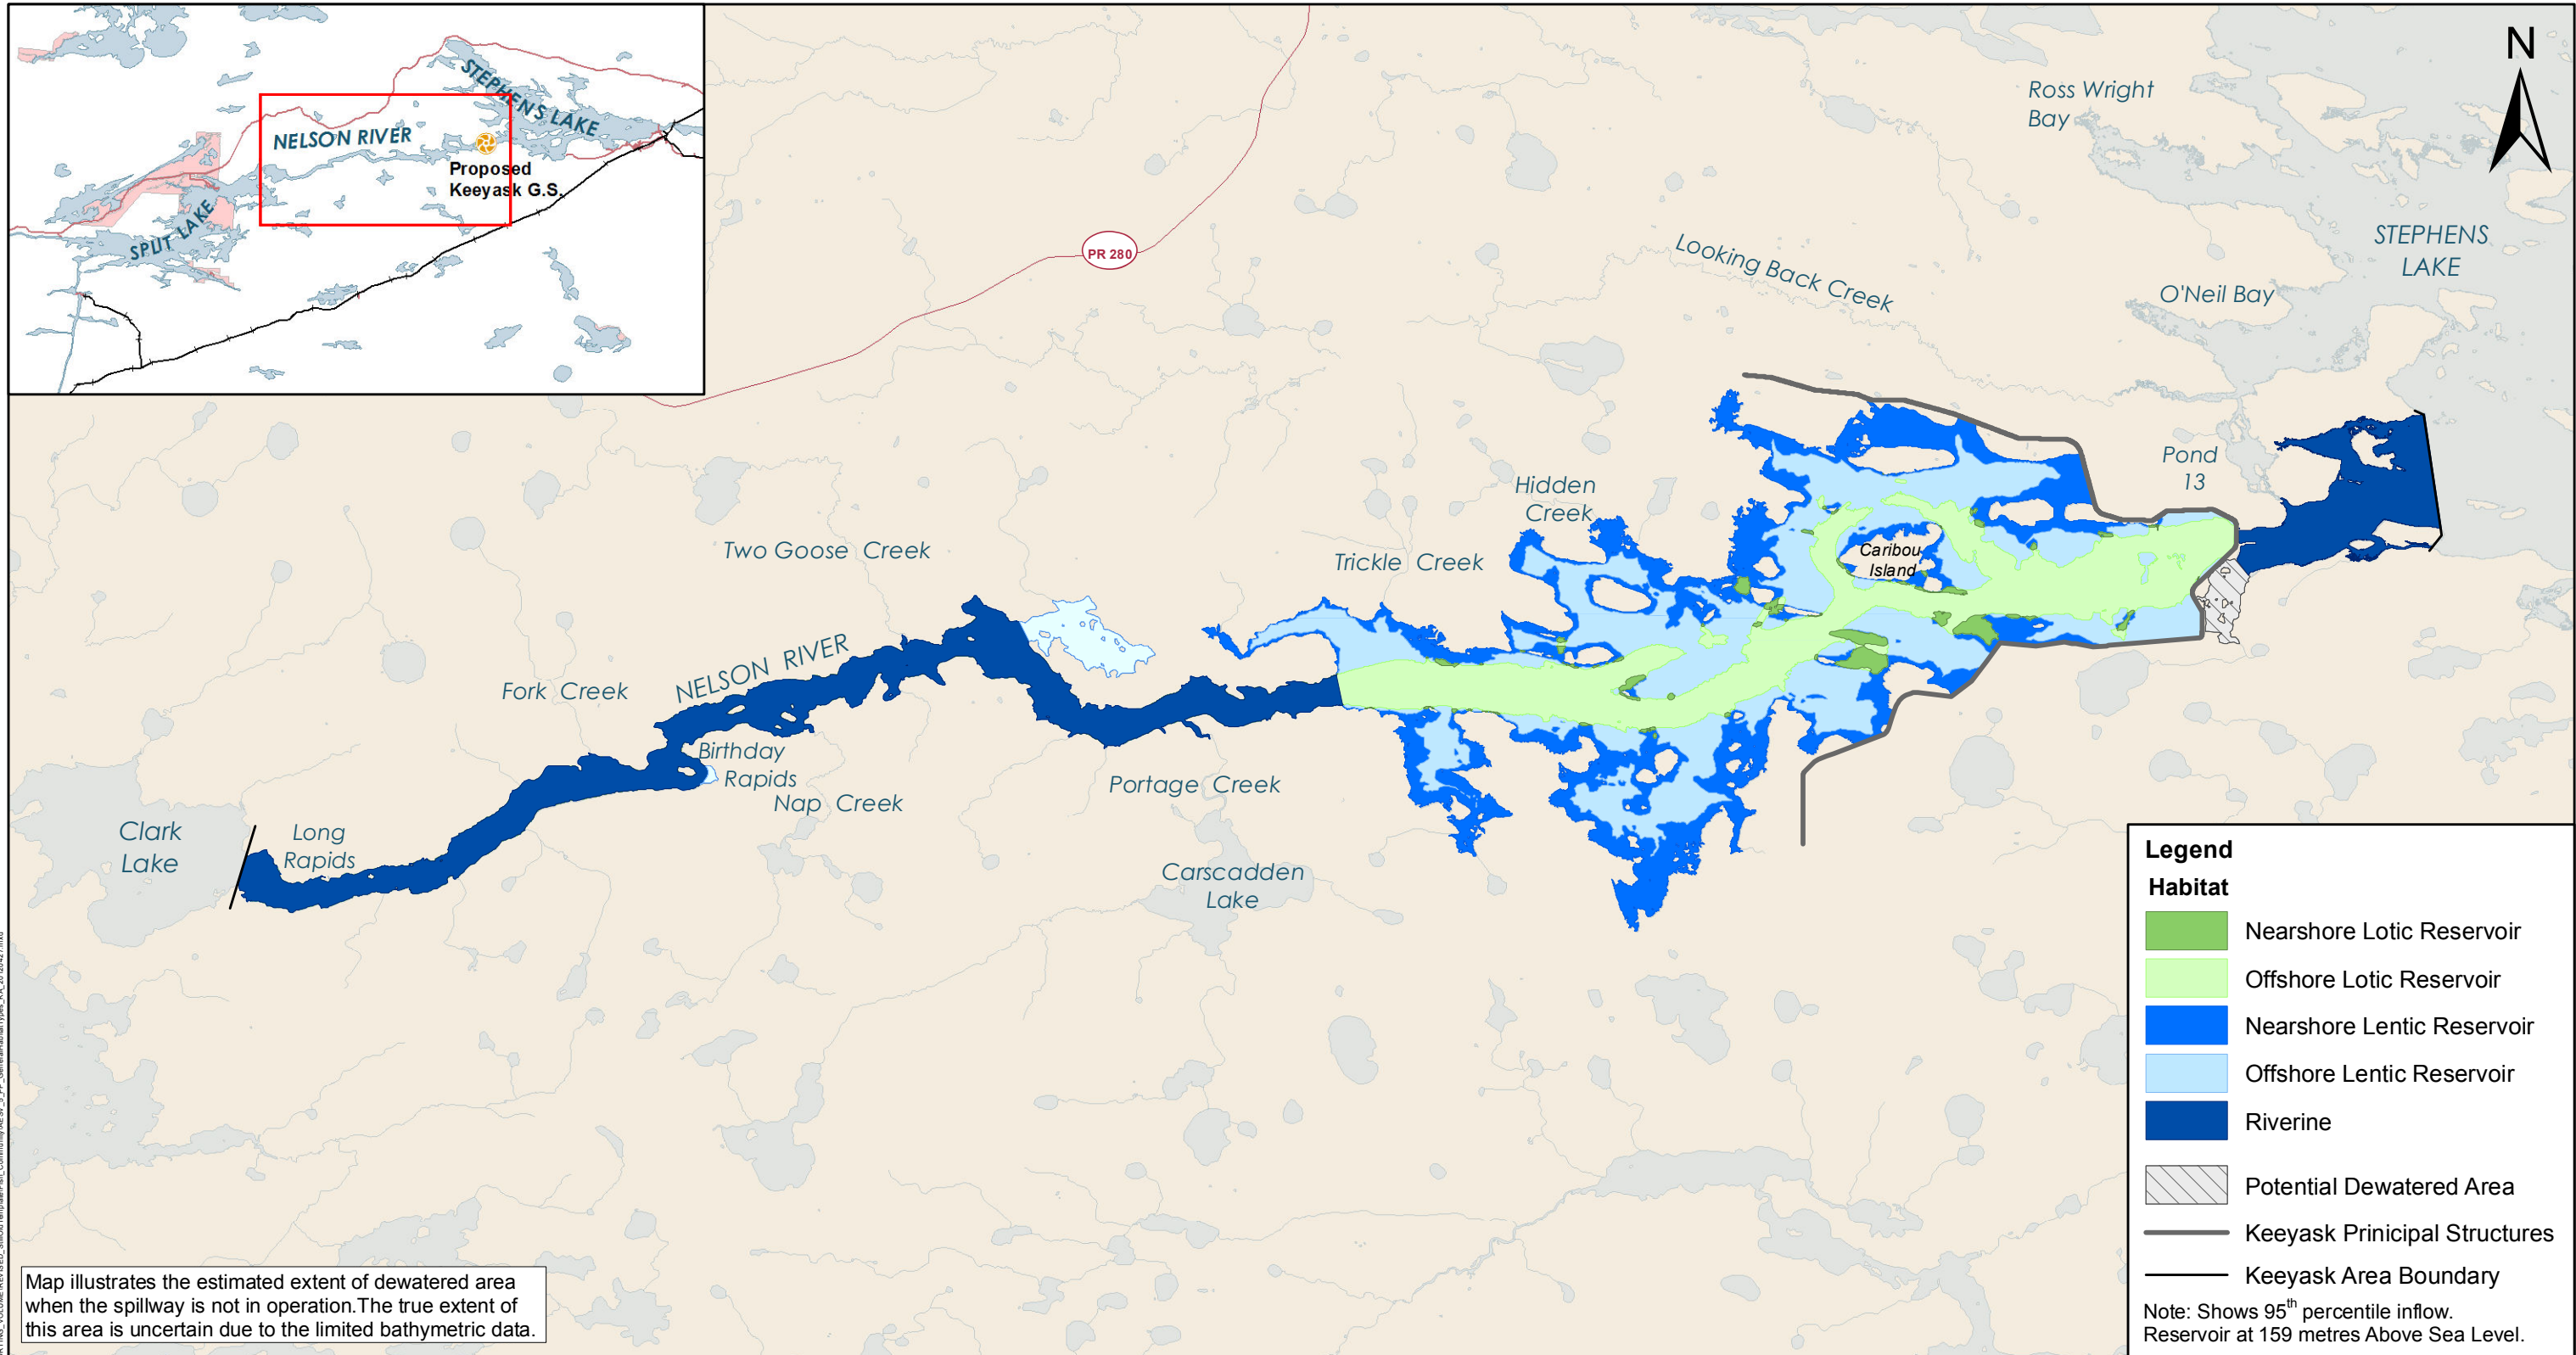 STEPHENS LAKE
NELSON RIVER
Proposed
Keeyask G.S.
SPLIT LAKE
N
Ross Wright
Bay
PR 280
STEPHENS
LAKE
Looking Back Creek
O'Neil Bay
Pond
13
Hidden
Creek
Two Goose Creek
Trickle Creek
Caribou
Island
NELSON RIVER
Fork Creek
Birthday
Rapids
Nap Creek
Portage Creek
Clark
Lake
Long
Rapids
Carscadden
Lake
Legend
Habitat
Nearshore Lotic Reservoir
Offshore Lotic Reservoir
Nearshore Lentic Reservoir
Offshore Lentic Reservoir
Riverine
Potential Dewatered Area
Keeyask Prinicipal Structures
Keeyask Area Boundary
Note: Shows 95th percentile inflow.
Reservoir at 159 metres Above Sea Level.
Map illustrates the estimated extent of dewatered area
when the spillway is not in operation.The true extent of
this area is uncertain due to the limited bathymetric data.